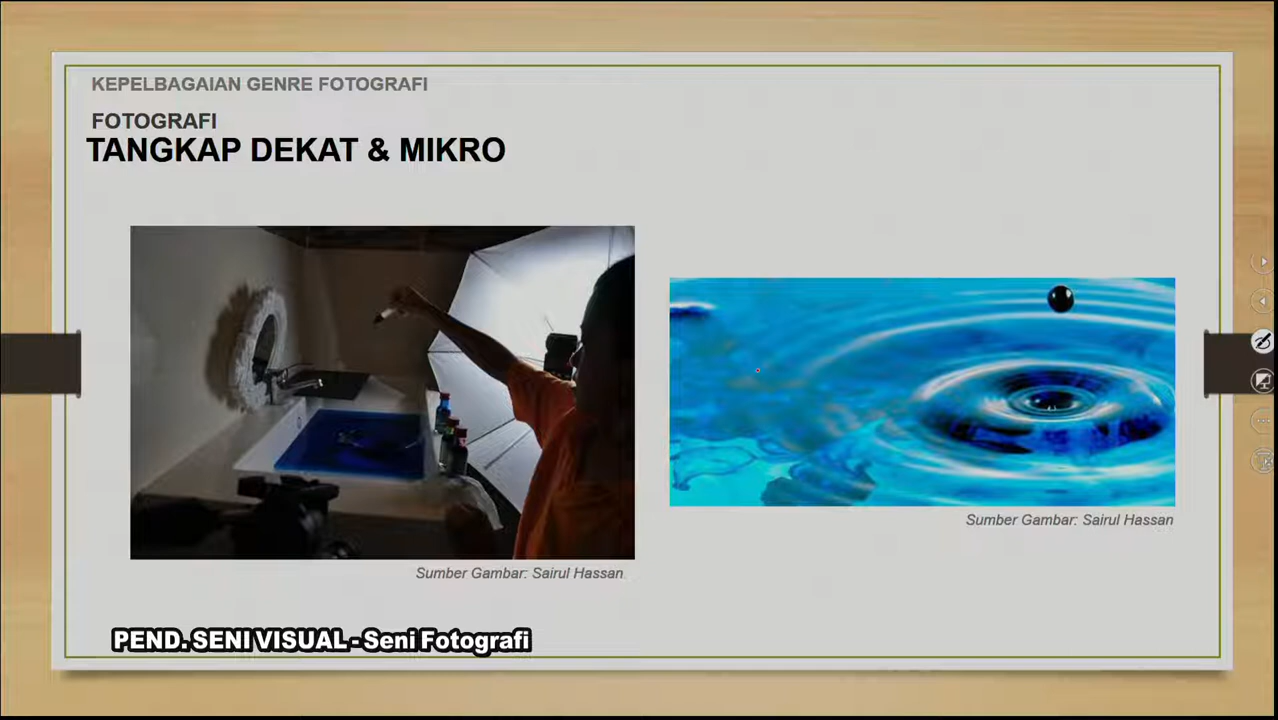 KEPELBAGAIAN GENRE FOTOGRAFI
FOTOGRAFI
TANGKAP DEKAT & MIKRO
Sumber Gambar: Sairul Hassan
Sumber Gambar: Sairul Hassan
PEND. SENI VISUAL - Seni Fotografi